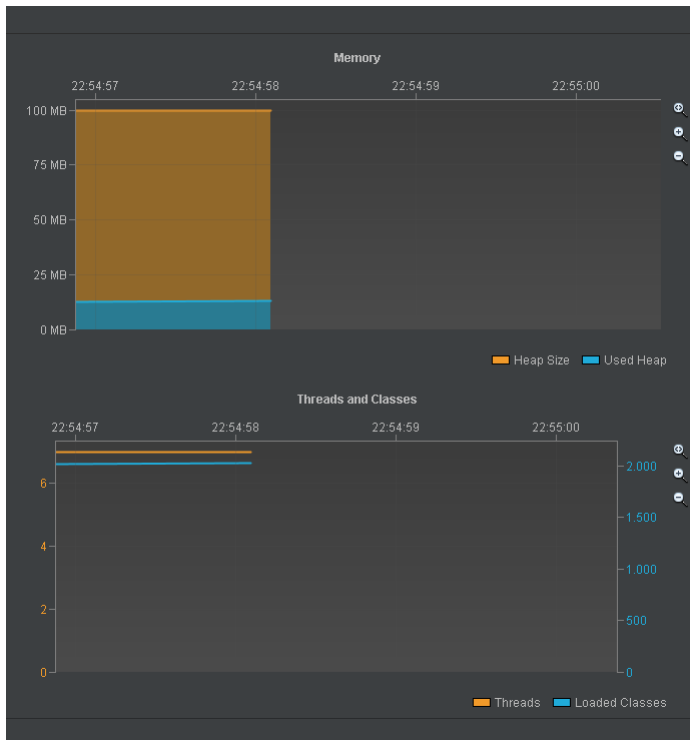 Memory
22:54:57 22:54:58 22:54:59 22:55:00
100 MB
75 MB
50 MB
25 MB
0 MB
Heap Size Used Heap
Threads and Classes
22:54:57 22:54:58 22:54:59 22:55:00
2.000
6
1.500
4
1.000
2
500
0 0
Threads Loaded Classes